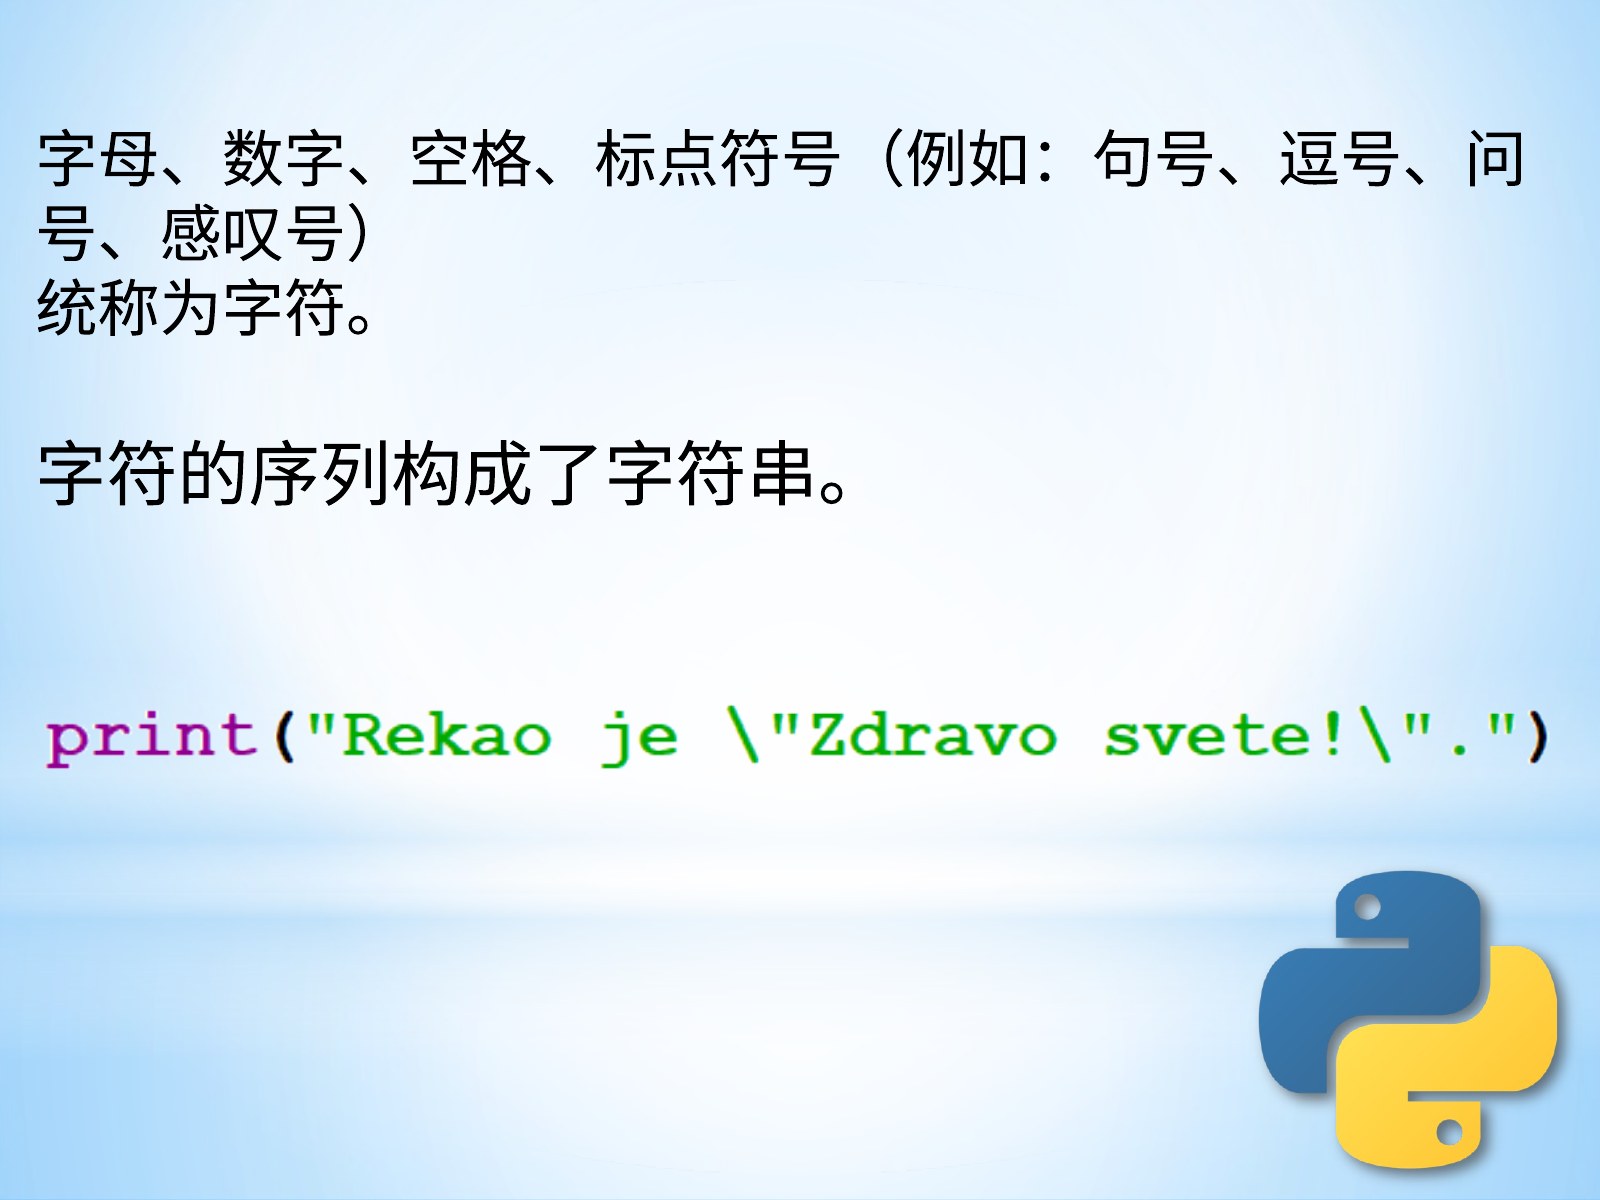 字母、数字、空格、标点符号（例如：句号、逗号、问
号、感叹号）
统称为字符。
字符的序列构成了字符串。
print("Rekao je \"Zdravo svete!\".")